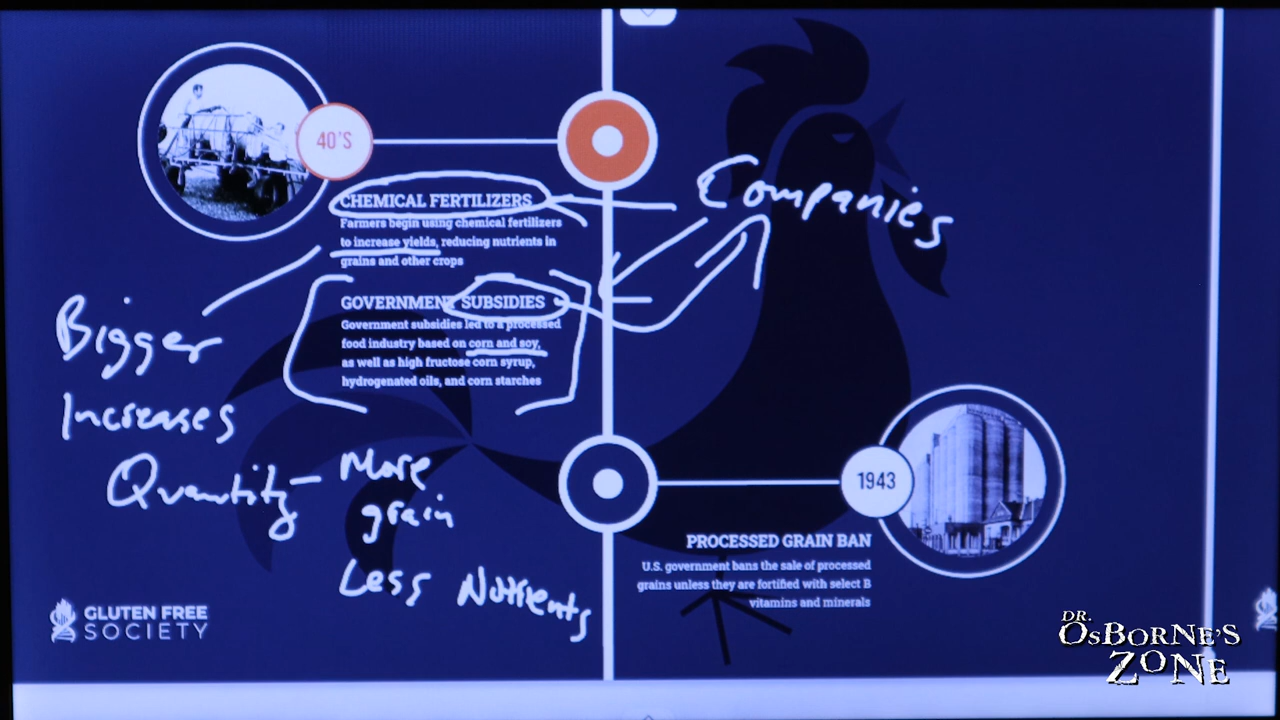 40'S
CHEMICAL FERTILIZERS
Farmers begin using chemical fertilizers
to increase yields, reducing nutrients in
grains and other crops
Companies
GOVERNMENT SUBSIDIES
Government subsidies led to a processed
food industry based on corn and soy,
as well as high fructose corn syrup,
hydrogenated oils, and corn starches
Bigger
Increases
Quantity – More
grain
Less Nutrients
1943
PROCESSED GRAIN BAN
U.S. government bans the sale of processed
grains unless they are fortified with select B
vitamins and minerals
GLUTEN FREE
SOCIETY
DR.
OSBORNE'S
ZONE